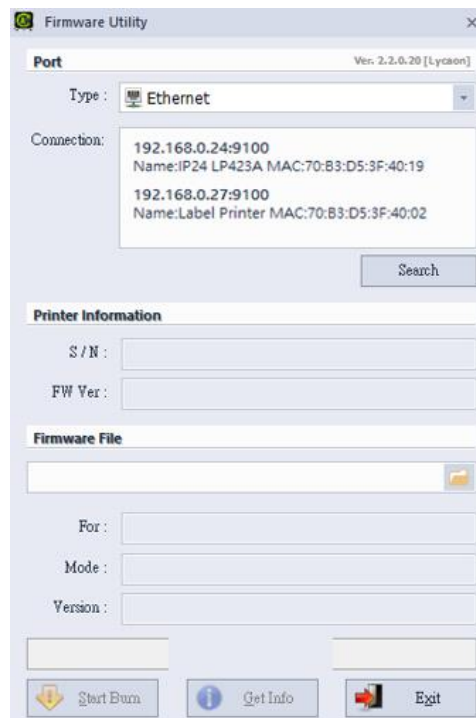 Firmware Utility
Port
Ver. 2.2.0.20 [Lycaon]
Type :
Ethernet
Connection:
192.168.0.24:9100
Name:IP24 LP423A MAC:70:B3:D5:3F:40:19
192.168.0.27:9100
Name:Label Printer MAC:70:B3:D5:3F:40:02
Search
Printer Information
S / N :
FW Ver :
Firmware File
For :
Mode :
Version :
Start Burn
Get Info
Exit